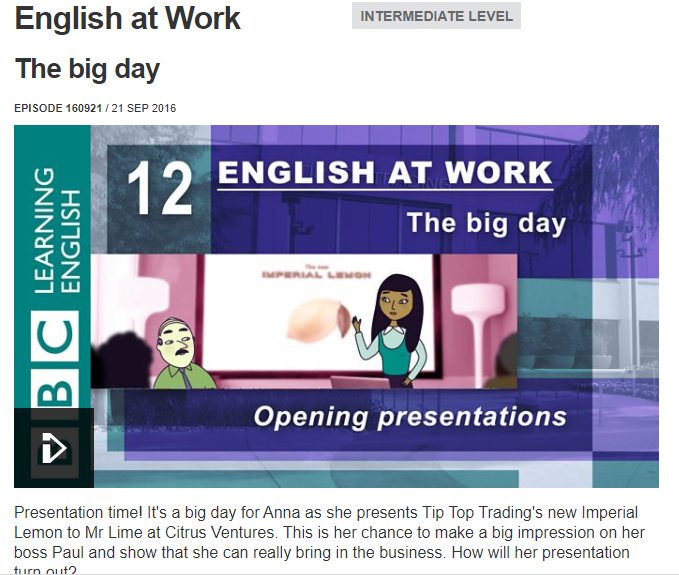 English at Work
INTERMEDIATE LEVEL
The big day
EPISODE 160921 / 21 SEP 2016
BBC
LEARNING
ENGLISH
12
ENGLISH AT WORK
The big day
The new
IMPERIAL LEMON
Opening presentations
Presentation time! It's a big day for Anna as she presents Tip Top Trading's new Imperial
Lemon to Mr Lime at Citrus Ventures. This is her chance to make a big impression on her
boss Paul and show that she can really bring in the business. How will her presentation
turn out?